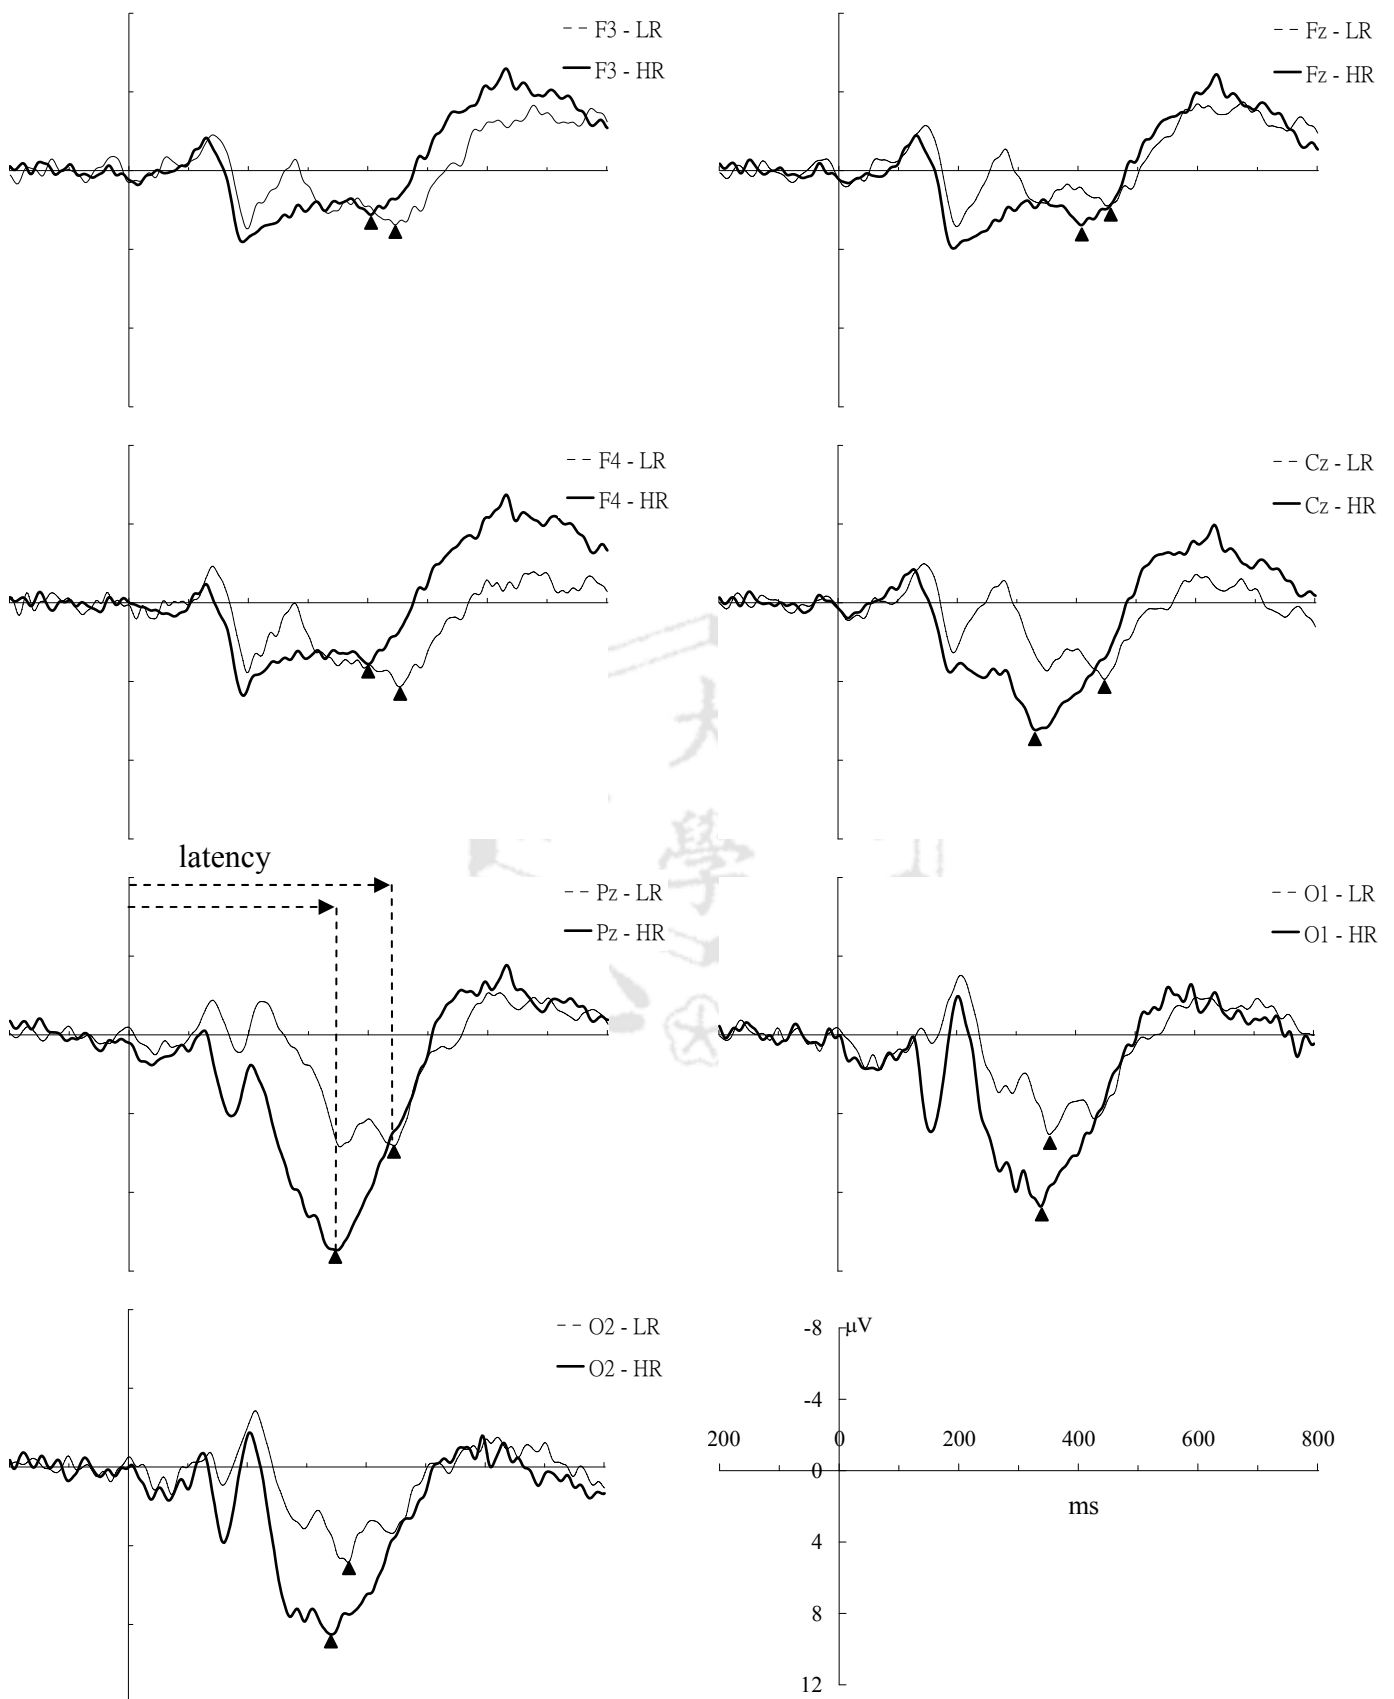 F3 - LR
F3 - HR
Fz - LR
Fz - HR
F4 - LR
F4 - HR
Cz - LR
Cz - HR
latency
Pz - LR
Pz - HR
O1 - LR
O1 - HR
O2 - LR
O2 - HR
-8 μV
-4
200 0 200 400 600 800
0
ms
4
8
12
大
學